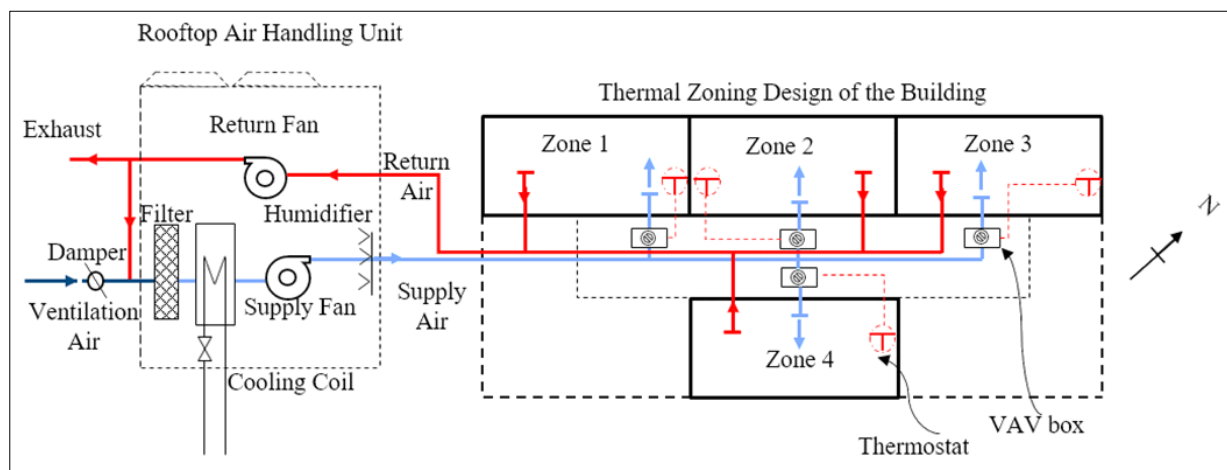 Rooftop Air Handling Unit
Thermal Zoning Design of the Building
Exhaust
Return Fan
Return
Air
Zone 1
Zone 2
Zone 3
N
Filter
Humidifier
Damper
Ventilation
Air
Supply Fan
Supply
Air
Zone 4
Cooling Coil
VAV box
Thermostat